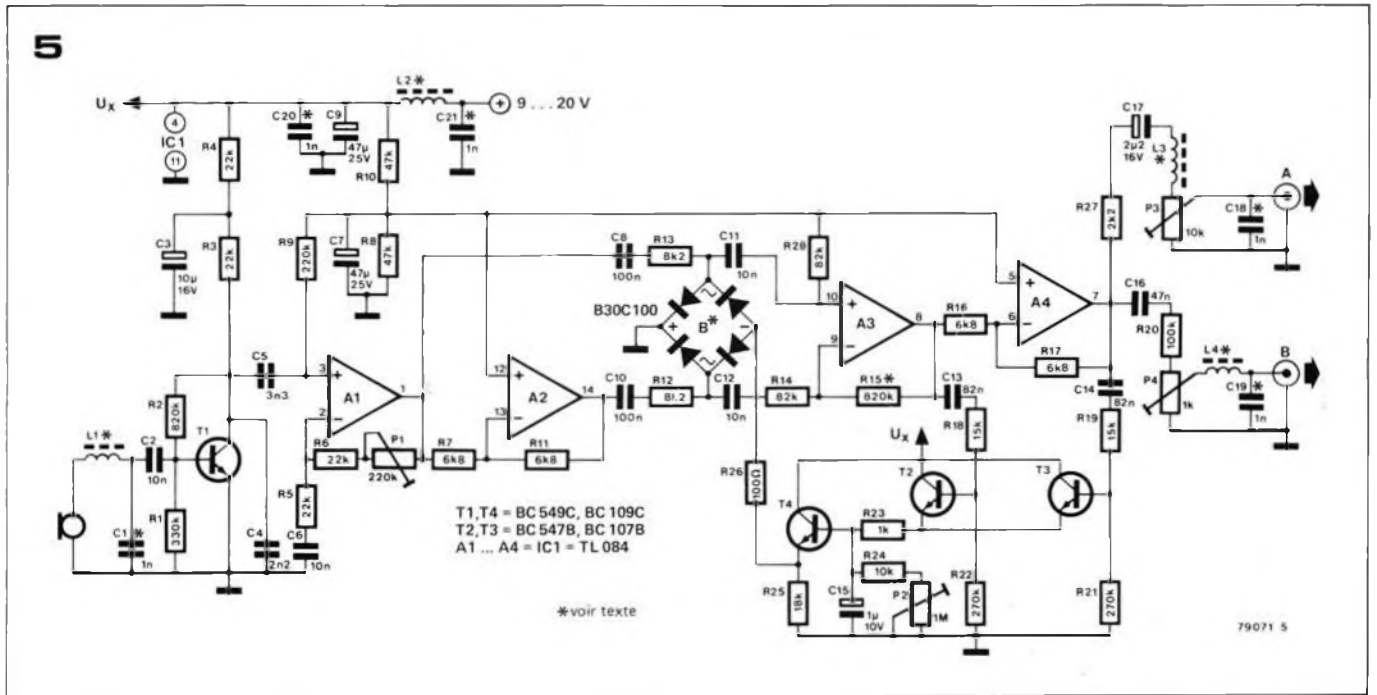 5
L2*
Ux
9 ... 20 V
4
IC1
11
R4
22k
C20
*
1n
C9
47µ
25V
47k
R10
C21
*
1n
C17
2µ2
16V
L3
*
A
P3
10k
C18
*
1n
R27
2k2
C3
10µ
16V
R3
22k
R9
220k
C7
47µ
25V
R8
47k
C8
100n
R13
8k2
C11
10n
R28
82k
B30C100
~
+
B*
−
~
10
+
A3
8
9
−
R16
6k8
5
+
A4
7
6
−
R17
6k8
C16
47n
R20
100k
L4*
B
P4
1k
C19
*
1n
C5
3n3
3
+
A1
1
2
−
12
+
A2
14
13
−
C10
100n
R12
C12
10n
R14
82k
R15*
820k
C13
82n
C14
82n
R2
820k
T1
R6
22k
P1
220k
R7
6k8
R11
6k8
R18
15k
R19
15k
L1*
C2
10n
R5
22k
C6
10n
R26
100Ω
Ux
T2
T3
T4
R23
1k
T1,T4 = BC 549C, BC 109C
T2,T3 = BC 547B, BC 107B
A1 ... A4 = IC1 = TL 084
C1
*
1n
R1
330k
C4
2n2
R24
10k
R25
18k
C15
1µ
10V
P2
1M
R22
270k
R21
270k
*voir texte
79071 5